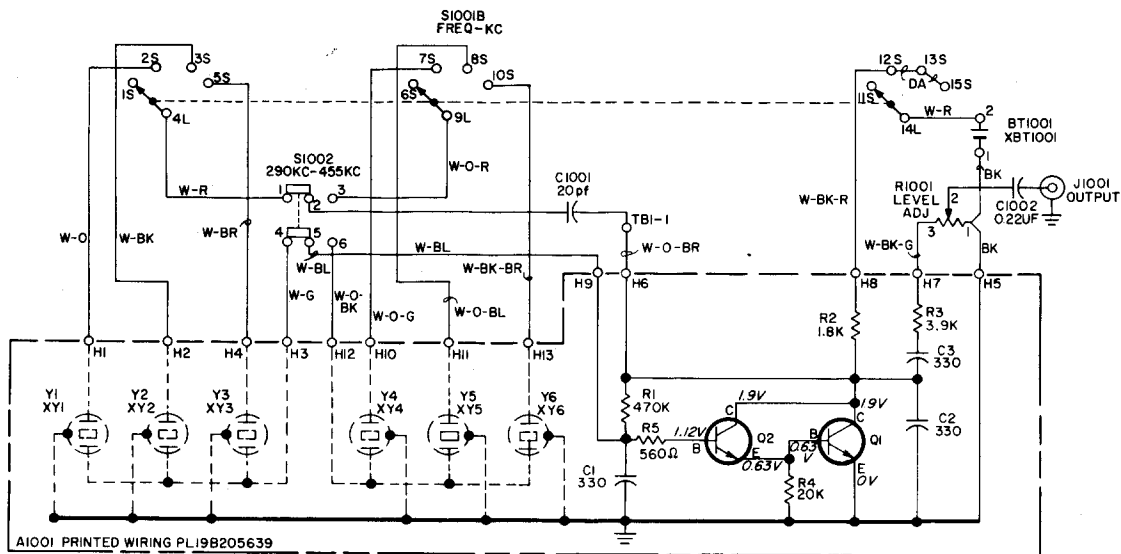 S1001B
FREQ-KC
2S
3S
5S
1S
4L
7S
8S
10S
6S
9L
12S
13S
DA
15S
11S
14L
W-R
2
BT1001
XBT1001
1
BK
S1002
290KC-455KC
W-R
1
2
3
W-O-R
C1001
20pf
4
5
6
W-BL
W-BL
TB1-1
W-O-BR
W-BK-R
R1001
LEVEL
ADJ
2
3
1
C1002
0.22UF
J1001
OUTPUT
W-O
W-BK
W-BR
W-G
W-O-
BK
W-O-G
W-O-BL
W-BK-BR
W-BK-G
BK
H9
H6
H8
H7
H5
H1
H2
H4
H3
H12
H10
H11
H13
R2
1.8K
R3
3.9K
C3
330
Y1
XY1
Y2
XY2
Y3
XY3
Y4
XY4
Y5
XY5
Y6
XY6
R1
470K
R5
560Ω
1.12V
B
1.9V
C
Q2
E
0.63V
1.9V
C
B
0.63
V
Q1
E
0V
C2
330
C1
330
R4
20K
A1001 PRINTED WIRING PL19B205639